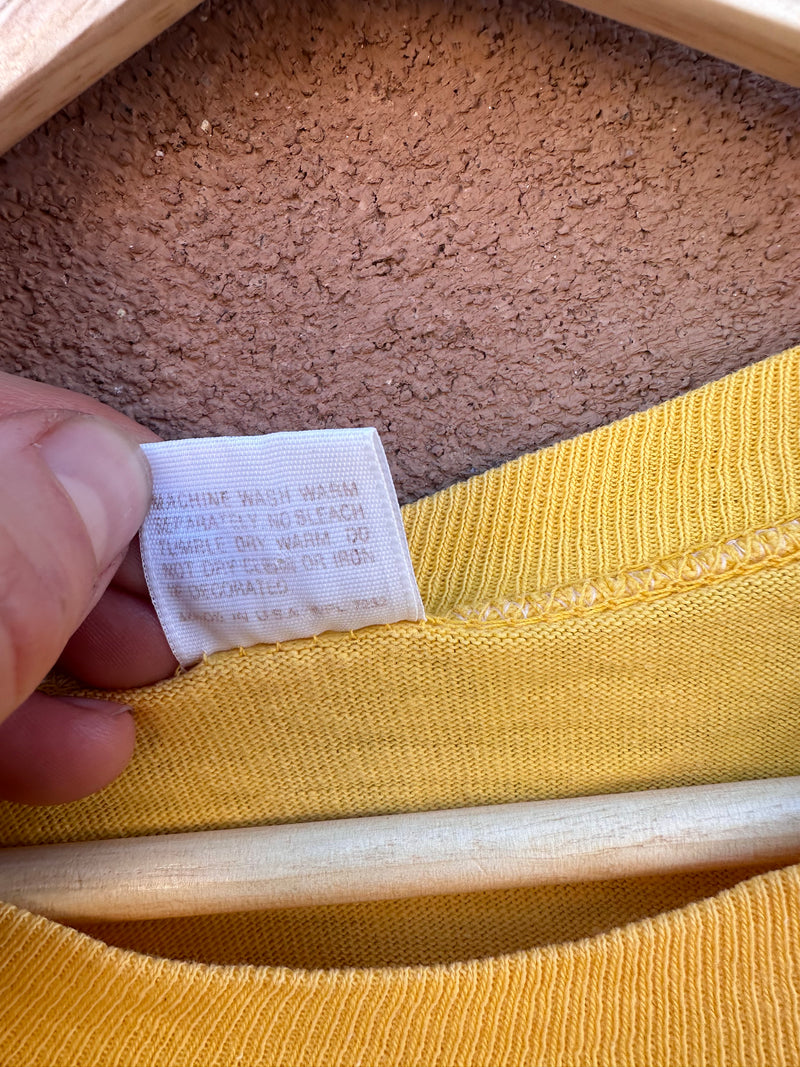 MACHINE WASH WARM
SEPARATELY NO BLEACH
TUMBLE DRY WARM DO
NOT DRY CLEAN OR IRON
IF DECORATED
MADE IN U.S.A.